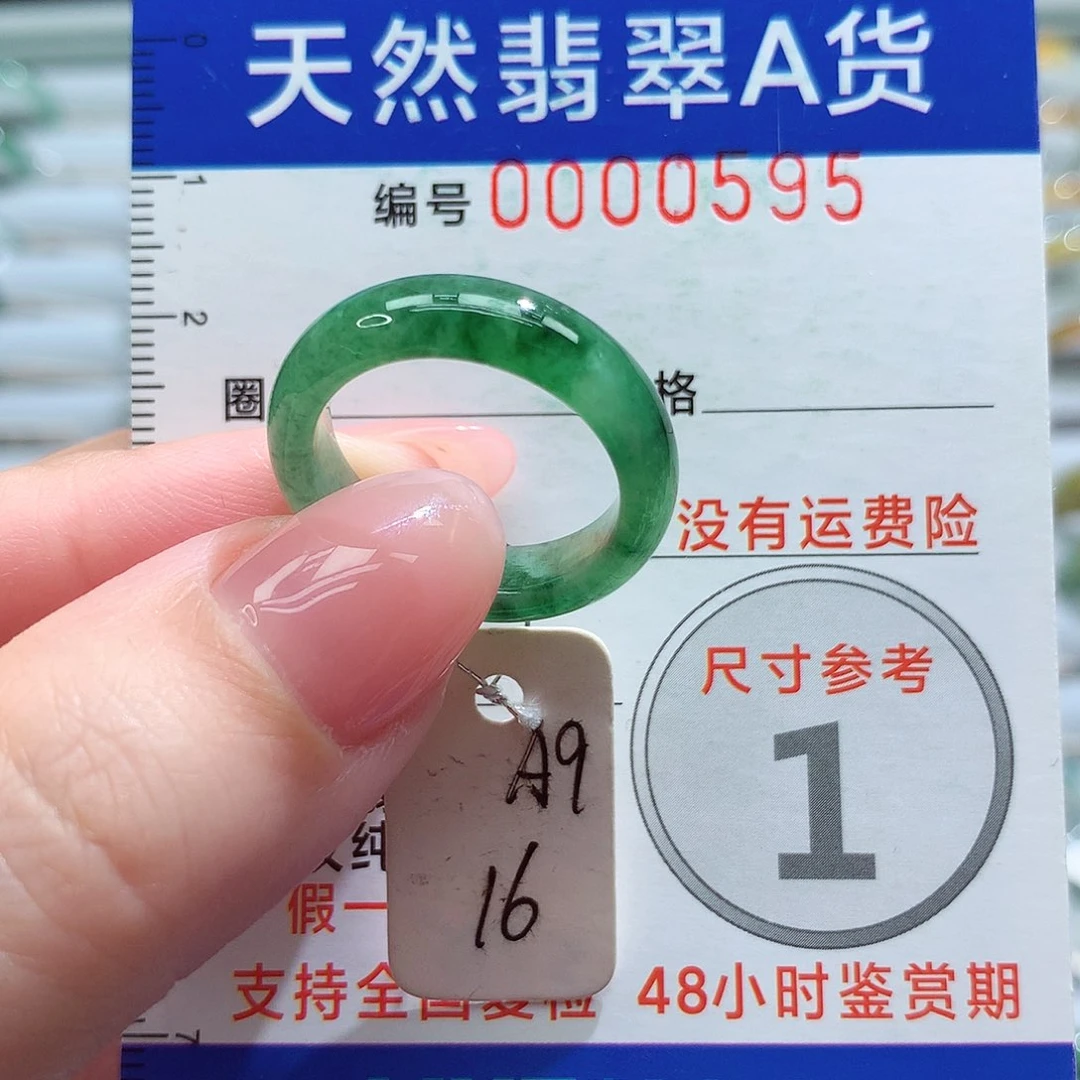 天然翡翠A货
0
编号 0000595
1
2
圈 格
没有运费险
尺寸参考
1
A9
16
纯
假一
支持全国复检 48小时鉴赏期
7